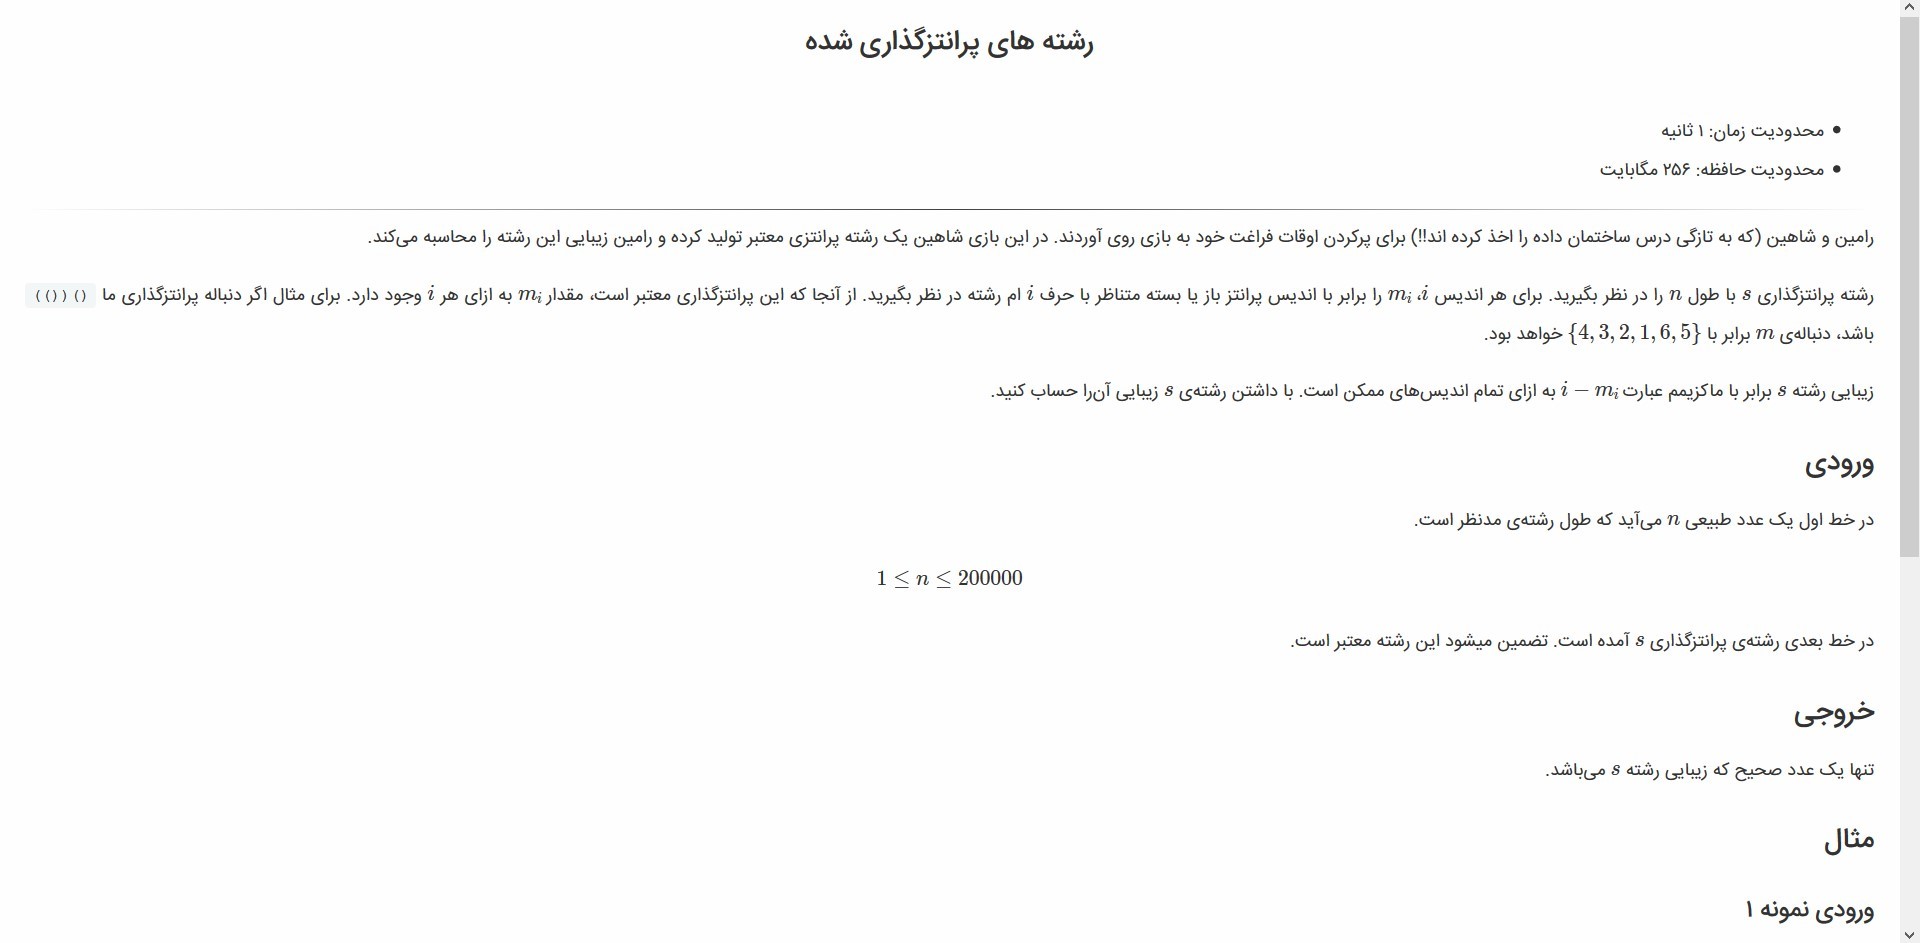 رشته های پرانتزگذاری شده
محدودیت زمان: ۱ ثانیه
محدودیت حافظه: ۲۵۶ مگابایت
رامین و شاهین (که به تازگی درس ساختمان داده را اخذ کرده اند!!) برای پرکردن اوقات فراغت خود به بازی روی آوردند. در این بازی شاهین یک رشته پرانتزی معتبر تولید کرده و رامین زیبایی این رشته را محاسبه می‌کند.
رشته پرانتزگذاری s با طول n را در نظر بگیرید. برای هر اندیس i، m_i را برابر با اندیس پرانتز باز یا بسته متناظر با حرف i ام رشته در نظر بگیرید. از آنجا که این پرانتزگذاری معتبر است، مقدار m_i به ازای هر i وجود دارد. برای مثال اگر دنباله پرانتزگذاری ما (())()
باشد، دنباله‌ی m برابر با {4, 3, 2, 1, 6, 5} خواهد بود.
زیبایی رشته s برابر با ماکزیمم عبارت i − m_i به ازای تمام اندیس‌های ممکن است. با داشتن رشته‌ی s زیبایی آن‌را حساب کنید.
ورودی
در خط اول یک عدد طبیعی n می‌آید که طول رشته‌ی مدنظر است.
1 ≤ n ≤ 200000
در خط بعدی رشته‌ی پرانتزگذاری s آمده است. تضمین میشود این رشته معتبر است.
خروجی
تنها یک عدد صحیح که زیبایی رشته s می‌باشد.
مثال
ورودی نمونه ۱